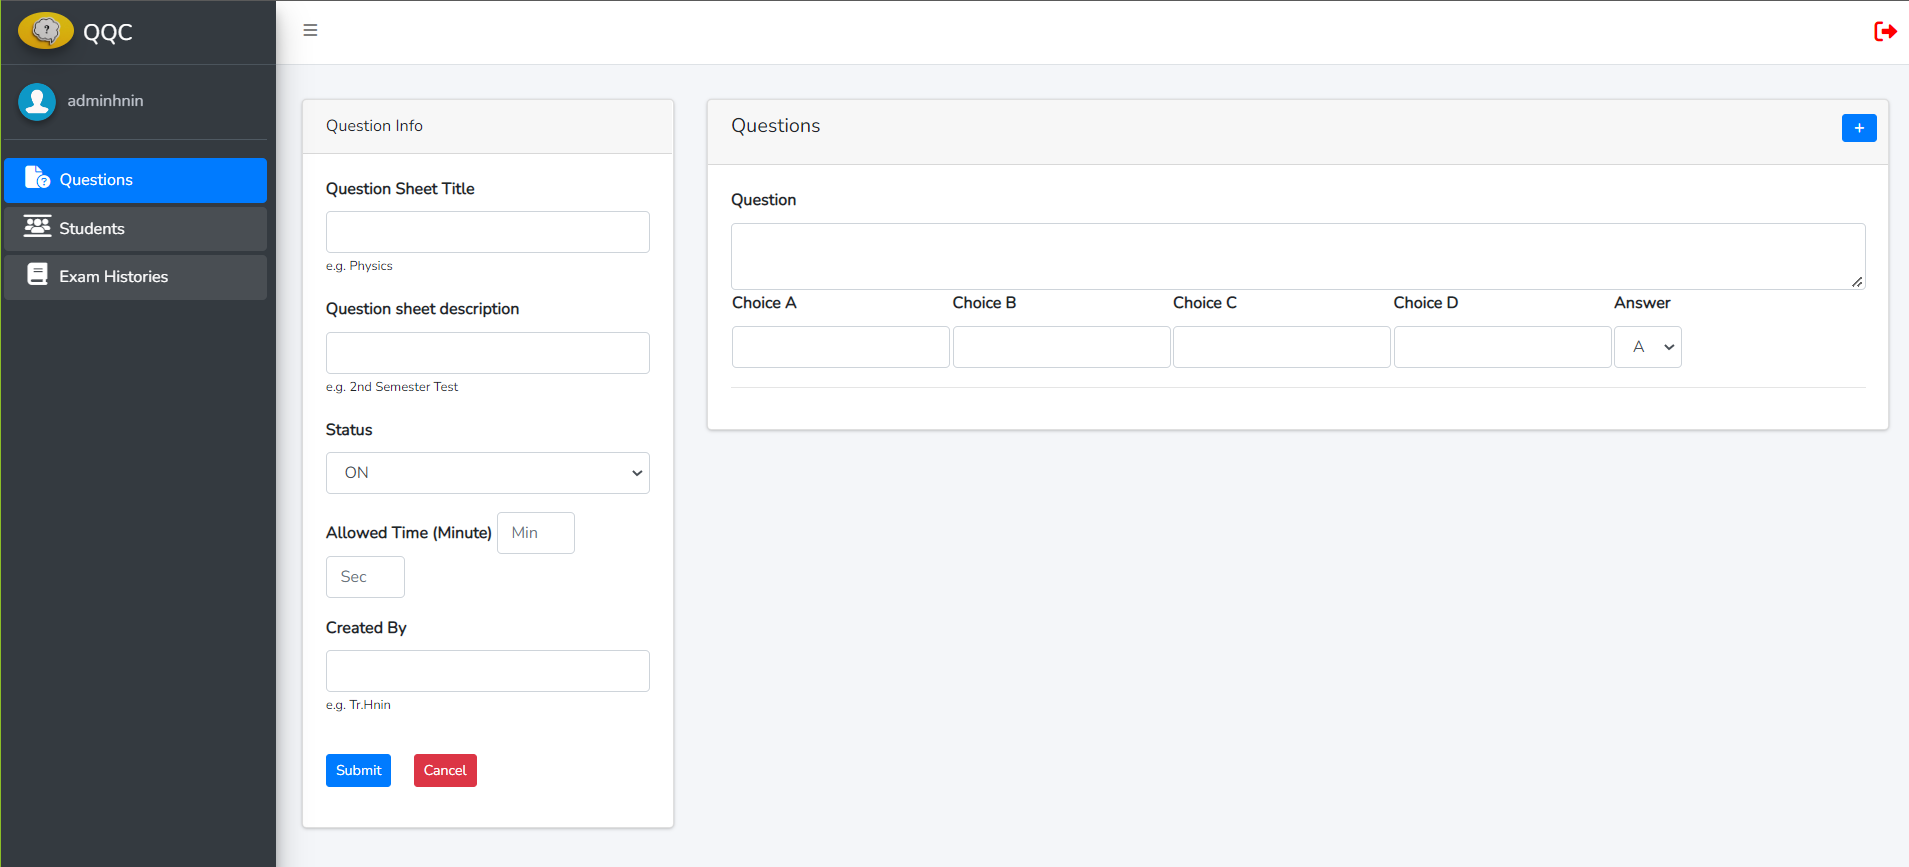 QQC
adminhnin
Questions
Students
Exam Histories
Question Info
Question Sheet Title
e.g. Physics
Question sheet description
e.g. 2nd Semester Test
Status
ON
Allowed Time (Minute) Min
Sec
Created By
e.g. Tr.Hnin
Submit Cancel
Questions +
Question
Choice A Choice B Choice C Choice D Answer
A